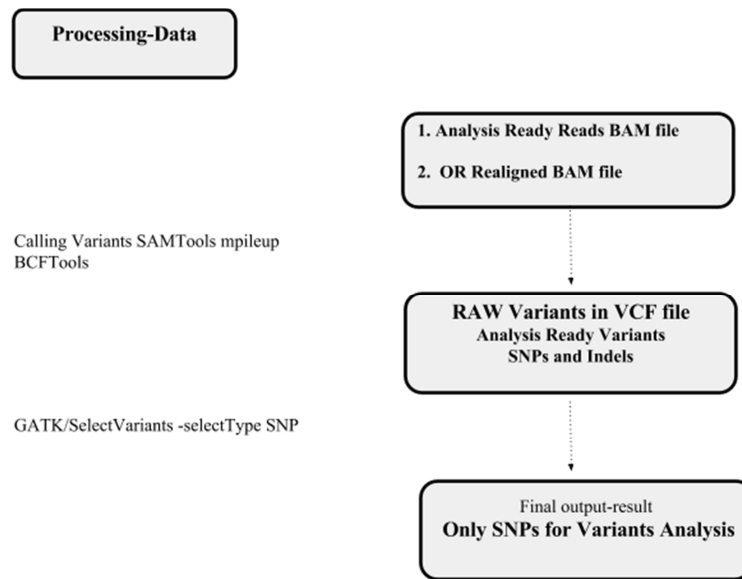 Processing-Data
1. Analysis Ready Reads BAM file
2. OR Realigned BAM file
Calling Variants SAMTools mpileup
BCFTools
RAW Variants in VCF file
Analysis Ready Variants
SNPs and Indels
GATK/SelectVariants -selectType SNP
Final output-result
Only SNPs for Variants Analysis